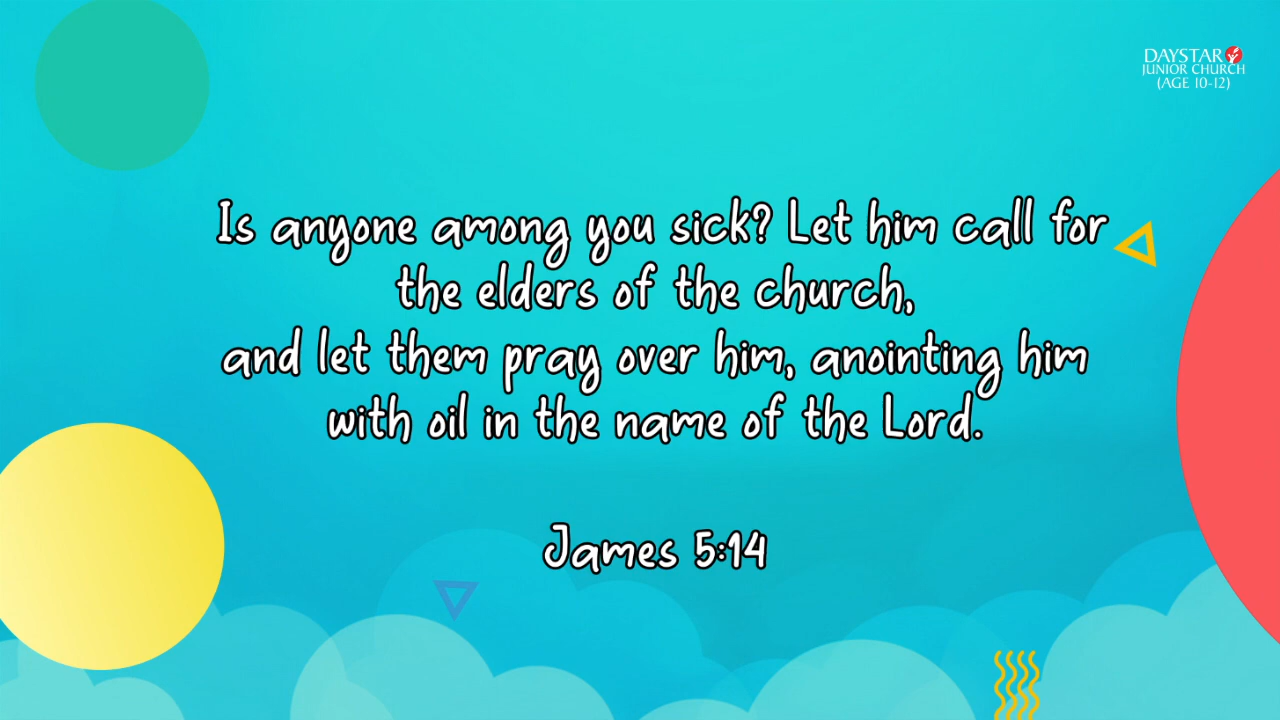 DAYSTAR
JUNIOR CHURCH
(AGE 10-12)
Is anyone among you sick? Let him call for
the elders of the church,
and let them pray over him, anointing him
with oil in the name of the Lord.
James 5:14